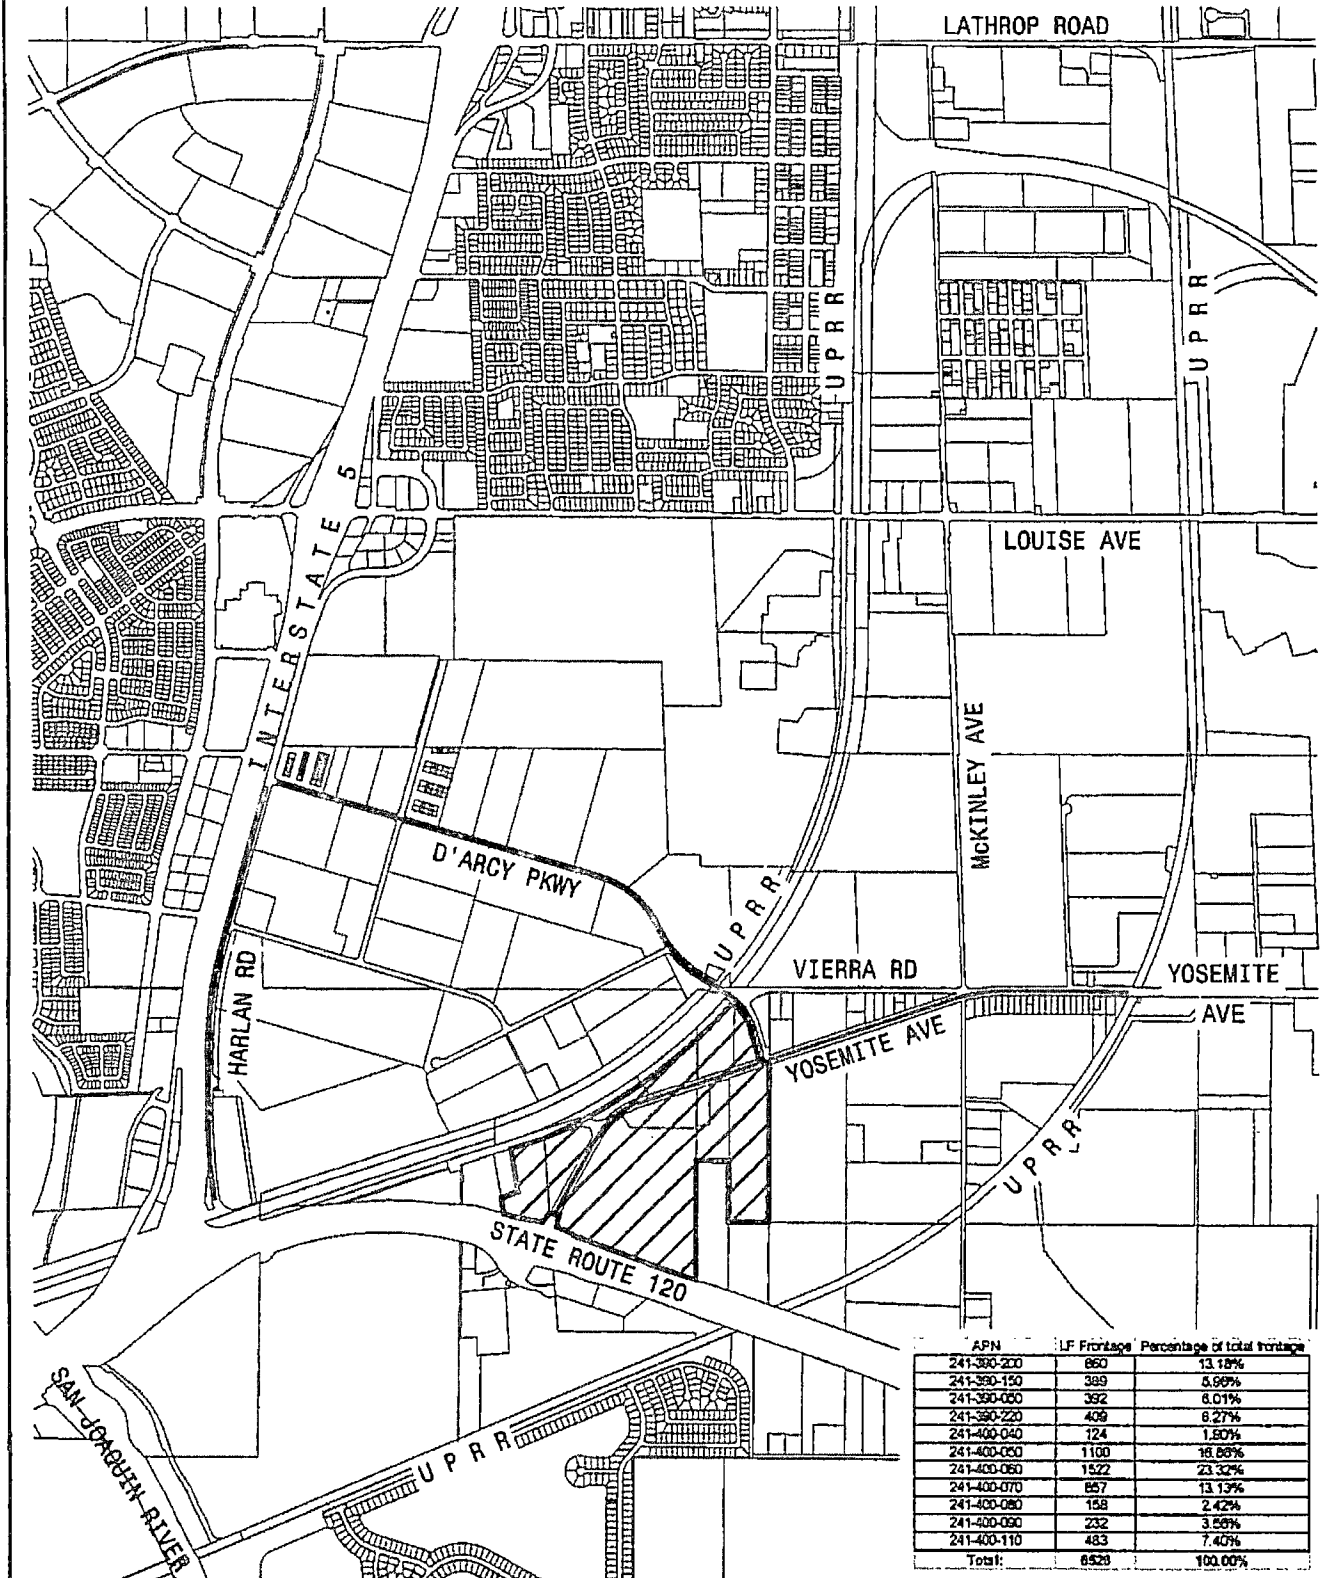 LATHROP ROAD
UPRR
UPRR
INTERSTATE 5
LOUISE AVE
McKINLEY AVE
D'ARCY PKWY
UPRR
HARLAN RD
VIERRA RD
YOSEMITE
AVE
YOSEMITE AVE
UPRR
STATE ROUTE 120
SAN JOAQUIN RIVER
UPRR
APN LF Frontage Percentage of total frontage
241-390-200 860 13.18%
241-390-150 389 5.96%
241-390-050 392 6.01%
241-390-220 409 6.27%
241-400-040 124 1.90%
241-400-050 1100 16.86%
241-400-060 1522 23.32%
241-400-070 857 13.13%
241-400-080 158 2.42%
241-400-090 232 3.56%
241-400-110 483 7.40%
Total: 6526 100.00%